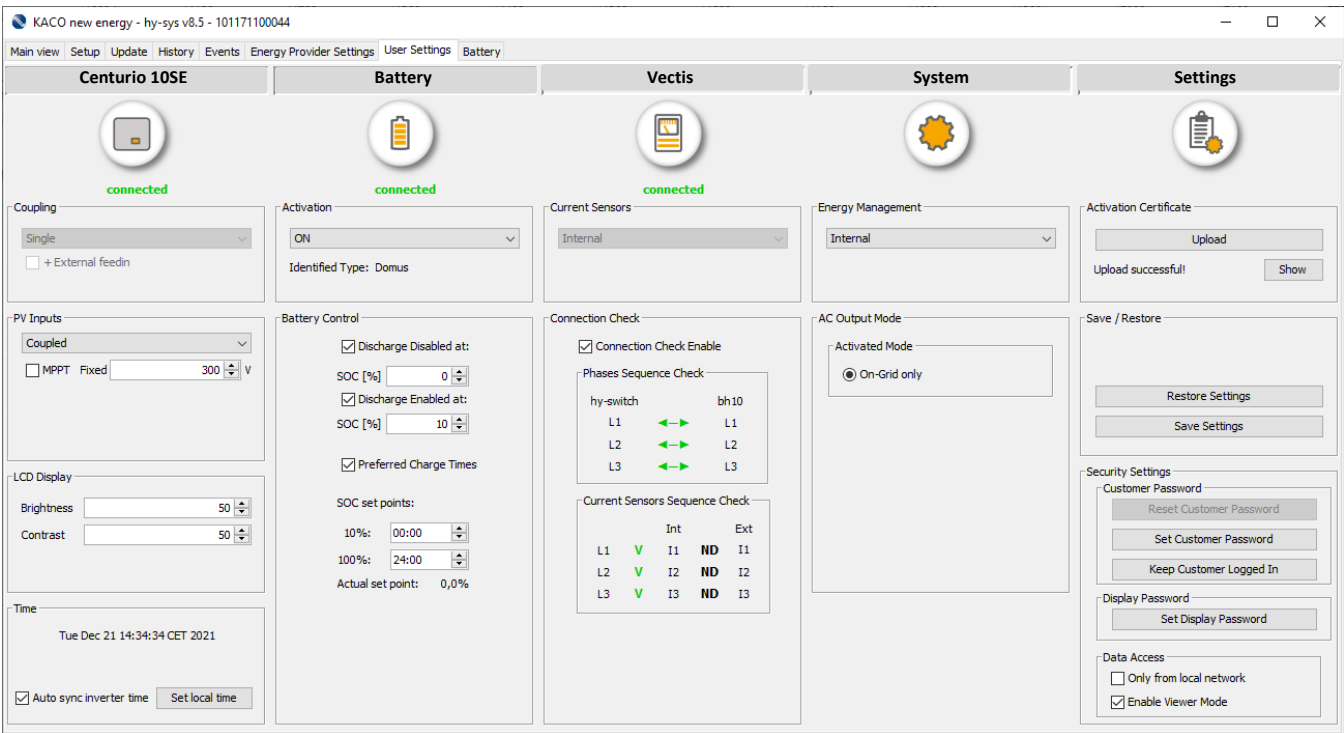 KACO new energy - hy-sys v8.5 - 101171100044
Main view Setup Update History Events Energy Provider Settings User Settings Battery
Centurio 10SE Battery Vectis System Settings
connected connected connected
Coupling
Single
+ External feedin
PV Inputs
Coupled
MPPT Fixed 300 V
LCD Display
Brightness 50
Contrast 50
Time
Tue Dec 21 14:34:34 CET 2021
Auto sync inverter time Set local time
Activation
ON
Identified Type: Domus
Battery Control
Discharge Disabled at:
SOC [%] 0
Discharge Enabled at:
SOC [%] 10
Preferred Charge Times
SOC set points:
10%: 00:00
100%: 24:00
Actual set point: 0,0%
Current Sensors
Internal
Connection Check
Connection Check Enable
Phases Sequence Check
hy-switch bh10
L1 L1
L2 L2
L3 L3
Current Sensors Sequence Check
Int Ext
L1 V I1 ND I1
L2 V I2 ND I2
L3 V I3 ND I3
Energy Management
Internal
AC Output Mode
Activated Mode
On-Grid only
Activation Certificate
Upload
Upload successful! Show
Save / Restore
Restore Settings
Save Settings
Security Settings
Customer Password
Reset Customer Password
Set Customer Password
Keep Customer Logged In
Display Password
Set Display Password
Data Access
Only from local network
Enable Viewer Mode